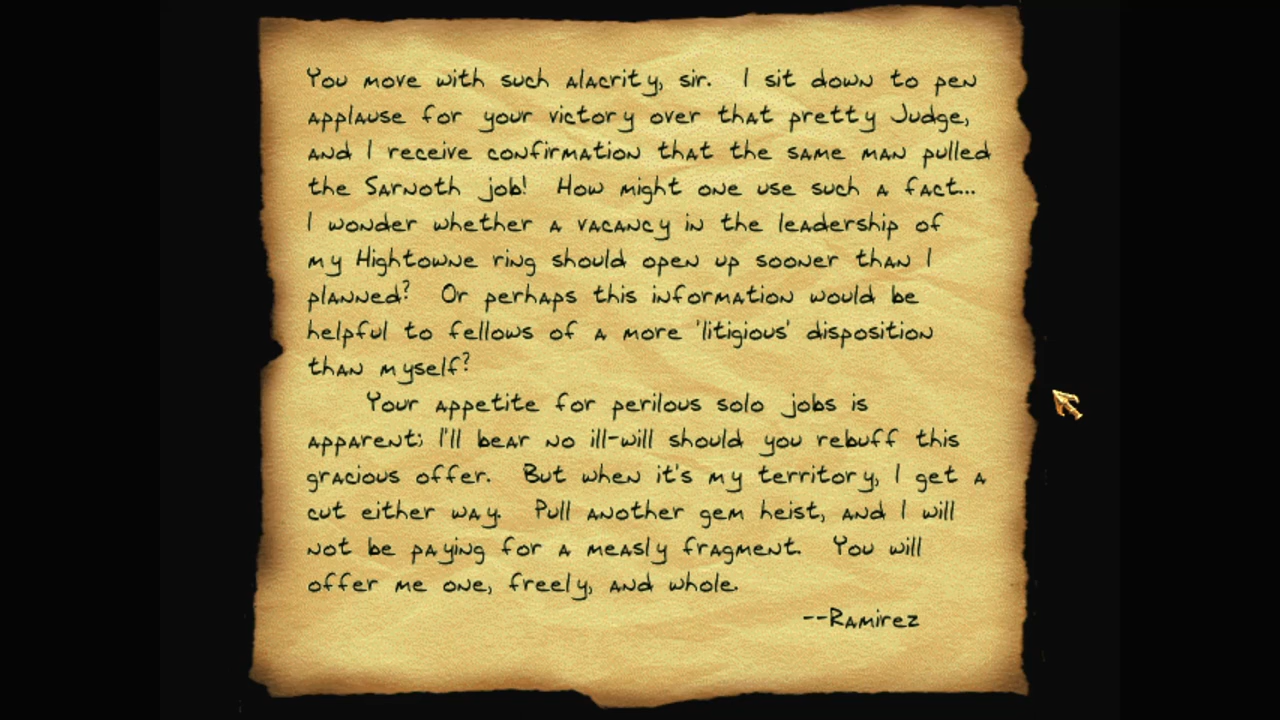 You move with such alacrity, sir. I sit down to pen
applause for your victory over that pretty Judge,
and I receive confirmation that the same man pulled
the Sarnoth job! How might one use such a fact...
I wonder whether a vacancy in the leadership of
my Hightowne ring should open up sooner than I
planned? Or perhaps this information would be
helpful to fellows of a more 'litigious' disposition
than myself?
Your appetite for perilous solo jobs is
apparent; I'll bear no ill-will should you rebuff this
gracious offer. But when it's my territory, I get a
cut either way. Pull another gem heist, and I will
not be paying for a measly fragment. You will
offer me one, freely, and whole.
--Ramirez